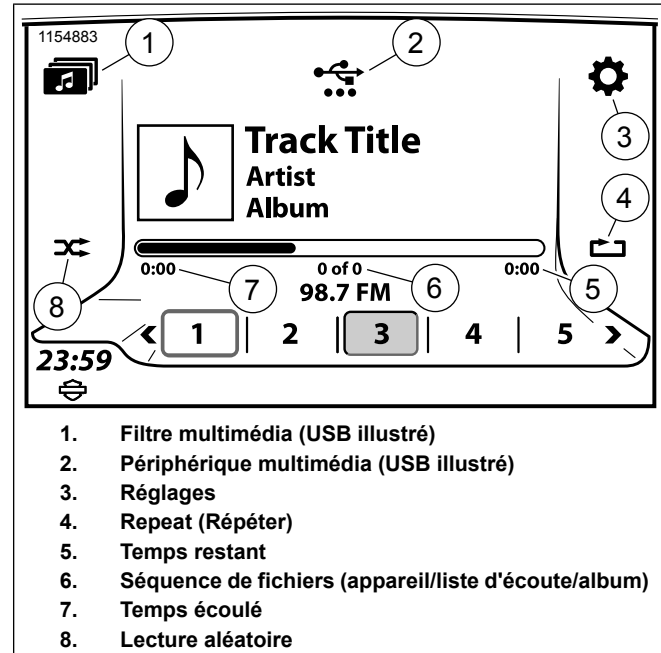 1154883
1
2
3
Track Title
Artist
Album
4
8
0:00
7
0 of 0
6
0:00
5
98.7 FM
1 2 3 4 5
23:59
1. Filtre multimédia (USB illustré)
2. Périphérique multimédia (USB illustré)
3. Réglages
4. Repeat (Répéter)
5. Temps restant
6. Séquence de fichiers (appareil/liste d'écoute/album)
7. Temps écoulé
8. Lecture aléatoire